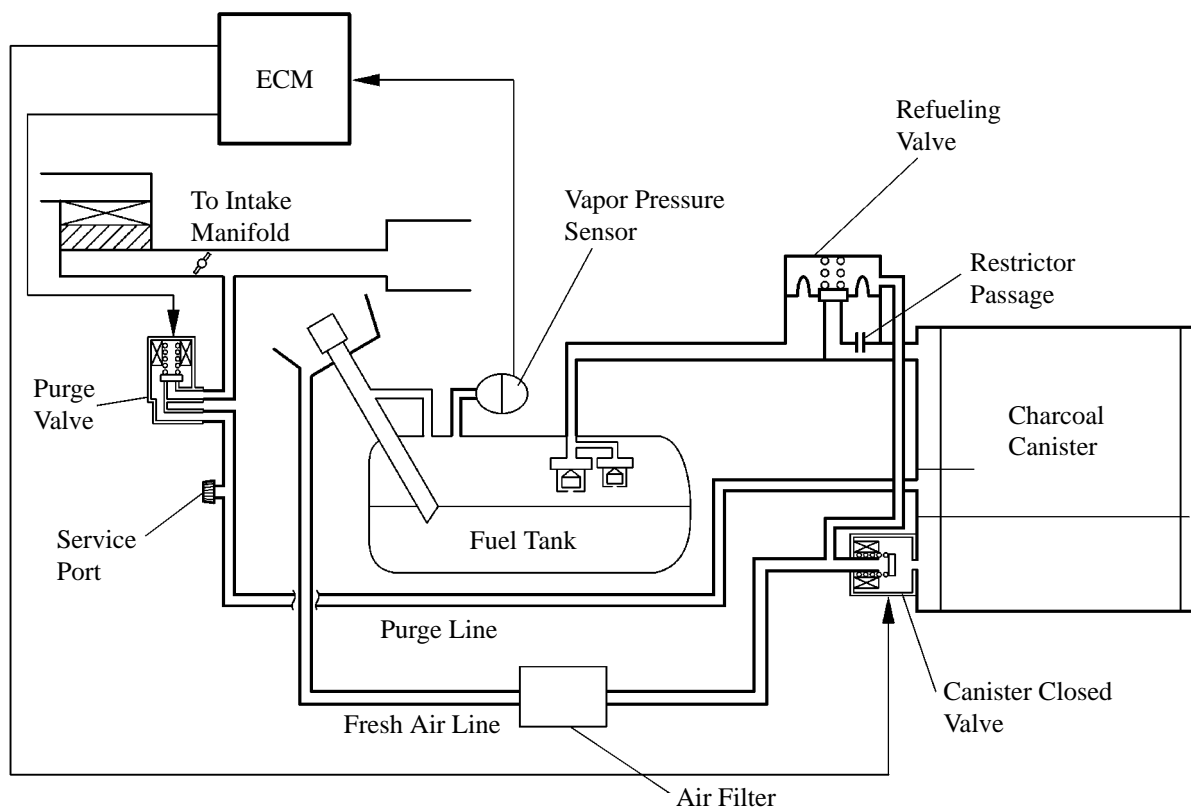 ECM
Refueling
Valve
To Intake
Manifold
Vapor Pressure
Sensor
Restrictor
Passage
Purge
Valve
Charcoal
Canister
Service
Port
Fuel Tank
Purge Line
Fresh Air Line
Canister Closed
Valve
Air Filter